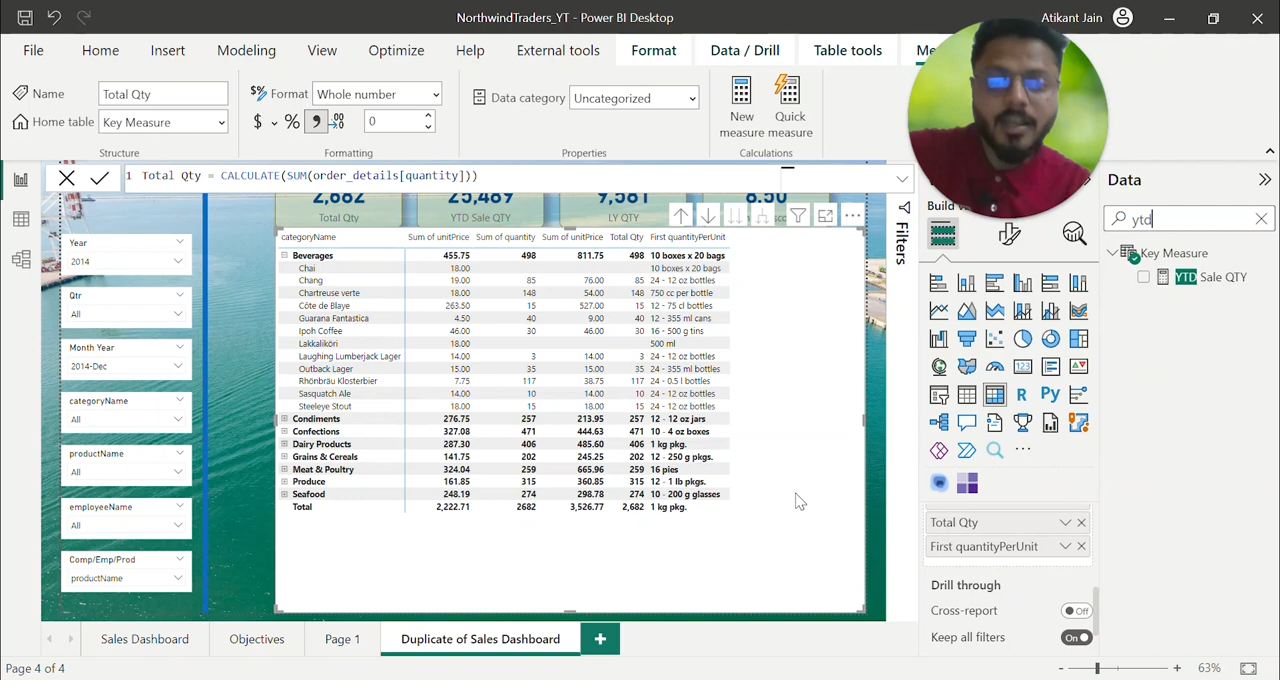 NorthwindTraders_YT - Power BI Desktop
Atikant Jain
File Home Insert Modeling View Optimize Help External tools Format Data / Drill Table tools Me
Name Total Qty
Home table Key Measure
Structure
Format Whole number
$ % 9 .00 0
Formatting
Data category Uncategorized
Properties
New measure
Quick measure
Calculations
1 Total Qty = CALCULATE(SUM(order_details[quantity]))
2,682 25,489 9,581 8.50
Total Qty YTD Sale QTY LY QTY
Year
2014
Qtr
All
Month Year
2014-Dec
categoryName
All
productName
All
employeeName
All
Comp/Emp/Prod
productName
categoryName Sum of unitPrice Sum of quantity Sum of unitPrice Total Qty First quantityPerUnit
Beverages 455.75 498 811.75 498 10 boxes x 20 bags
Chai 18.00 10 boxes x 20 bags
Chang 19.00 85 76.00 85 24 - 12 oz bottles
Chartreuse verte 18.00 148 54.00 148 750 cc per bottle
Côte de Blaye 263.50 15 527.00 15 12 - 75 cl bottles
Guarana Fantastica 4.50 40 9.00 40 12 - 355 ml cans
Ipoh Coffee 46.00 30 46.00 30 16 - 500 g tins
Lakkaliköri 18.00 500 ml
Laughing Lumberjack Lager 14.00 3 14.00 3 24 - 12 oz bottles
Outback Lager 15.00 35 15.00 35 24 - 355 ml bottles
Rhönbräu Klosterbier 7.75 117 38.75 117 24 - 0.5 l bottles
Sasquatch Ale 14.00 10 14.00 10 24 - 12 oz bottles
Steeleye Stout 18.00 15 18.00 15 24 - 12 oz bottles
Condiments 276.75 257 213.95 257 12 - 12 oz jars
Confections 327.08 471 444.63 471 10 - 4 oz boxes
Dairy Products 287.30 406 485.60 406 1 kg pkg.
Grains & Cereals 141.75 202 245.25 202 12 - 250 g pkgs.
Meat & Poultry 324.04 259 665.96 259 16 pies
Produce 161.85 315 360.85 315 12 - 1 lb pkgs.
Seafood 248.19 274 298.78 274 10 - 200 g glasses
Total 2,222.71 2682 3,526.77 2,682 1 kg pkg.
Filters
Build
R Py
Total Qty
First quantityPerUnit
Drill through
Cross-report Off
Keep all filters On
Data
ytd
Key Measure
YTD Sale QTY
Sales Dashboard Objectives Page 1 Duplicate of Sales Dashboard +
Page 4 of 4
- + 63%